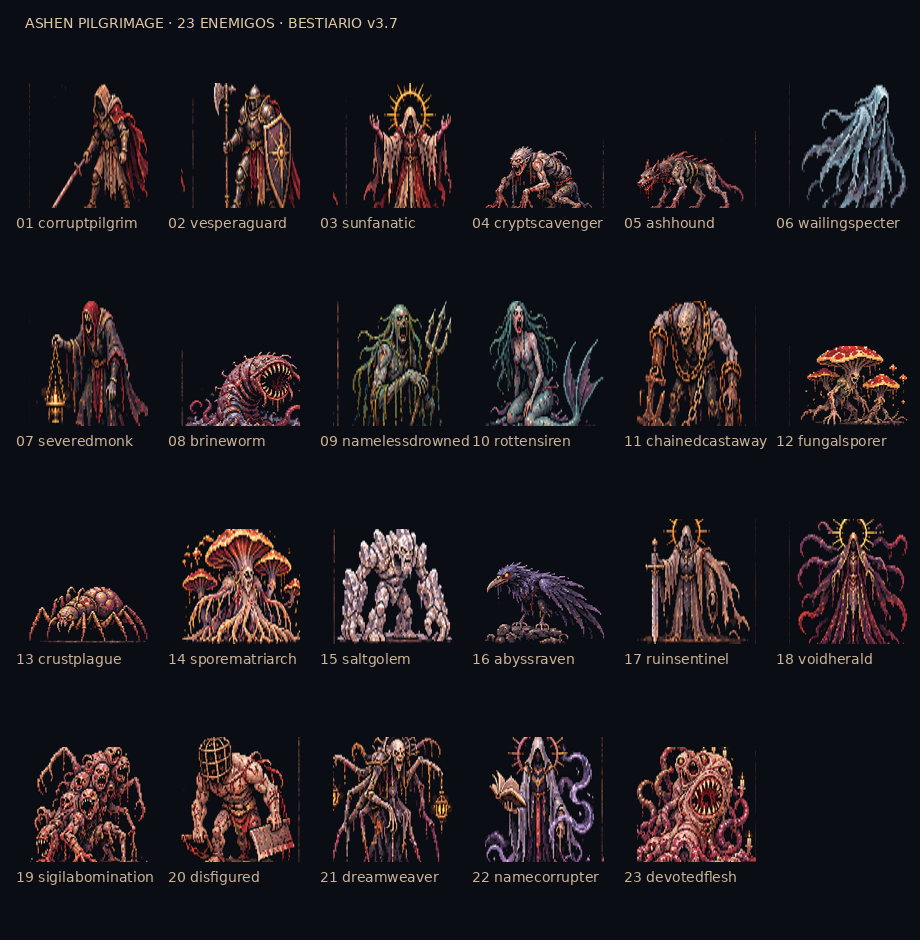 ASHEN PILGRIMAGE · 23 ENEMIGOS · BESTIARIO v3.7
01 corruptpilgrim
02 vesperaguard
03 sunfanatic
04 cryptscavenger
05 ashhound
06 wailingspecter
07 severedmonk
08 brineworm
09 namelessdrowned
10 rottensiren
11 chainedcastaway
12 fungalsporer
13 crustplague
14 sporematriarch
15 saltgolem
16 abyssraven
17 ruinsentinel
18 voidherald
19 sigilabomination
20 disfigured
21 dreamweaver
22 namecorrupter
23 devotedflesh